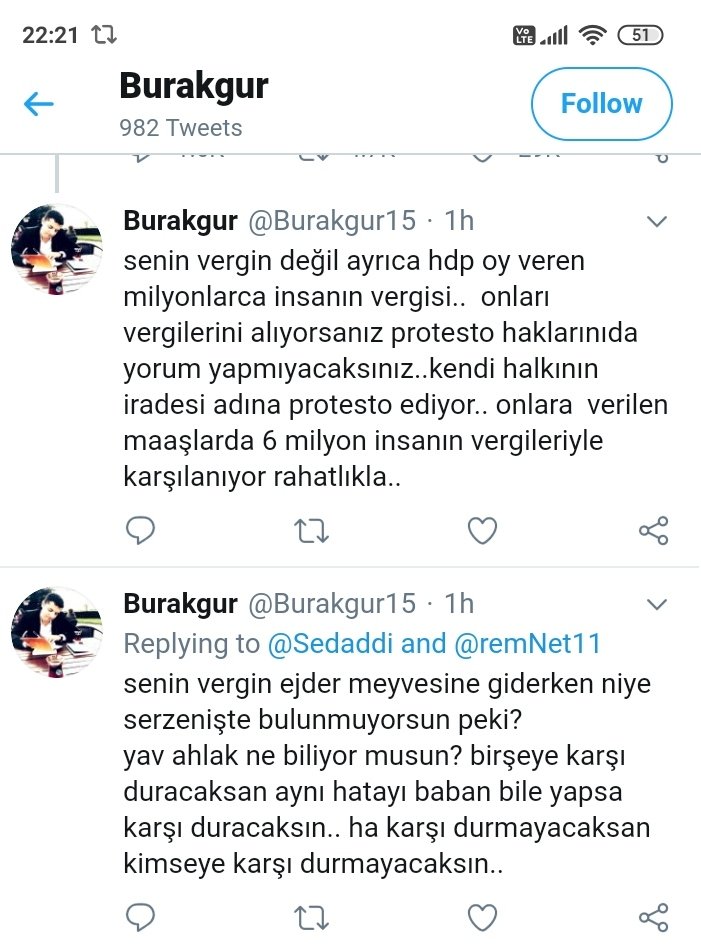 22:21
Vo LTE
51
Burakgur
982 Tweets
Follow
Burakgur @Burakgur15 · 1h
senin vergin değil ayrıca hdp oy veren
milyonlarca insanın vergisi..  onları
vergilerini alıyorsanız protesto haklarınıda
yorum yapmıyacaksınız..kendi halkının
iradesi adına protesto ediyor.. onlara  verilen
maaşlarda 6 milyon insanın vergileriyle
karşılanıyor rahatlıkla..
Burakgur @Burakgur15 · 1h
Replying to @Sedaddi and @remNet11
senin vergin ejder meyvesine giderken niye
serzenişte bulunmuyorsun peki?
yav ahlak ne biliyor musun? birşeye karşı
duracaksan aynı hatayı baban bile yapsa
karşı duracaksın.. ha karşı durmayacaksan
kimseye karşı durmayacaksın..